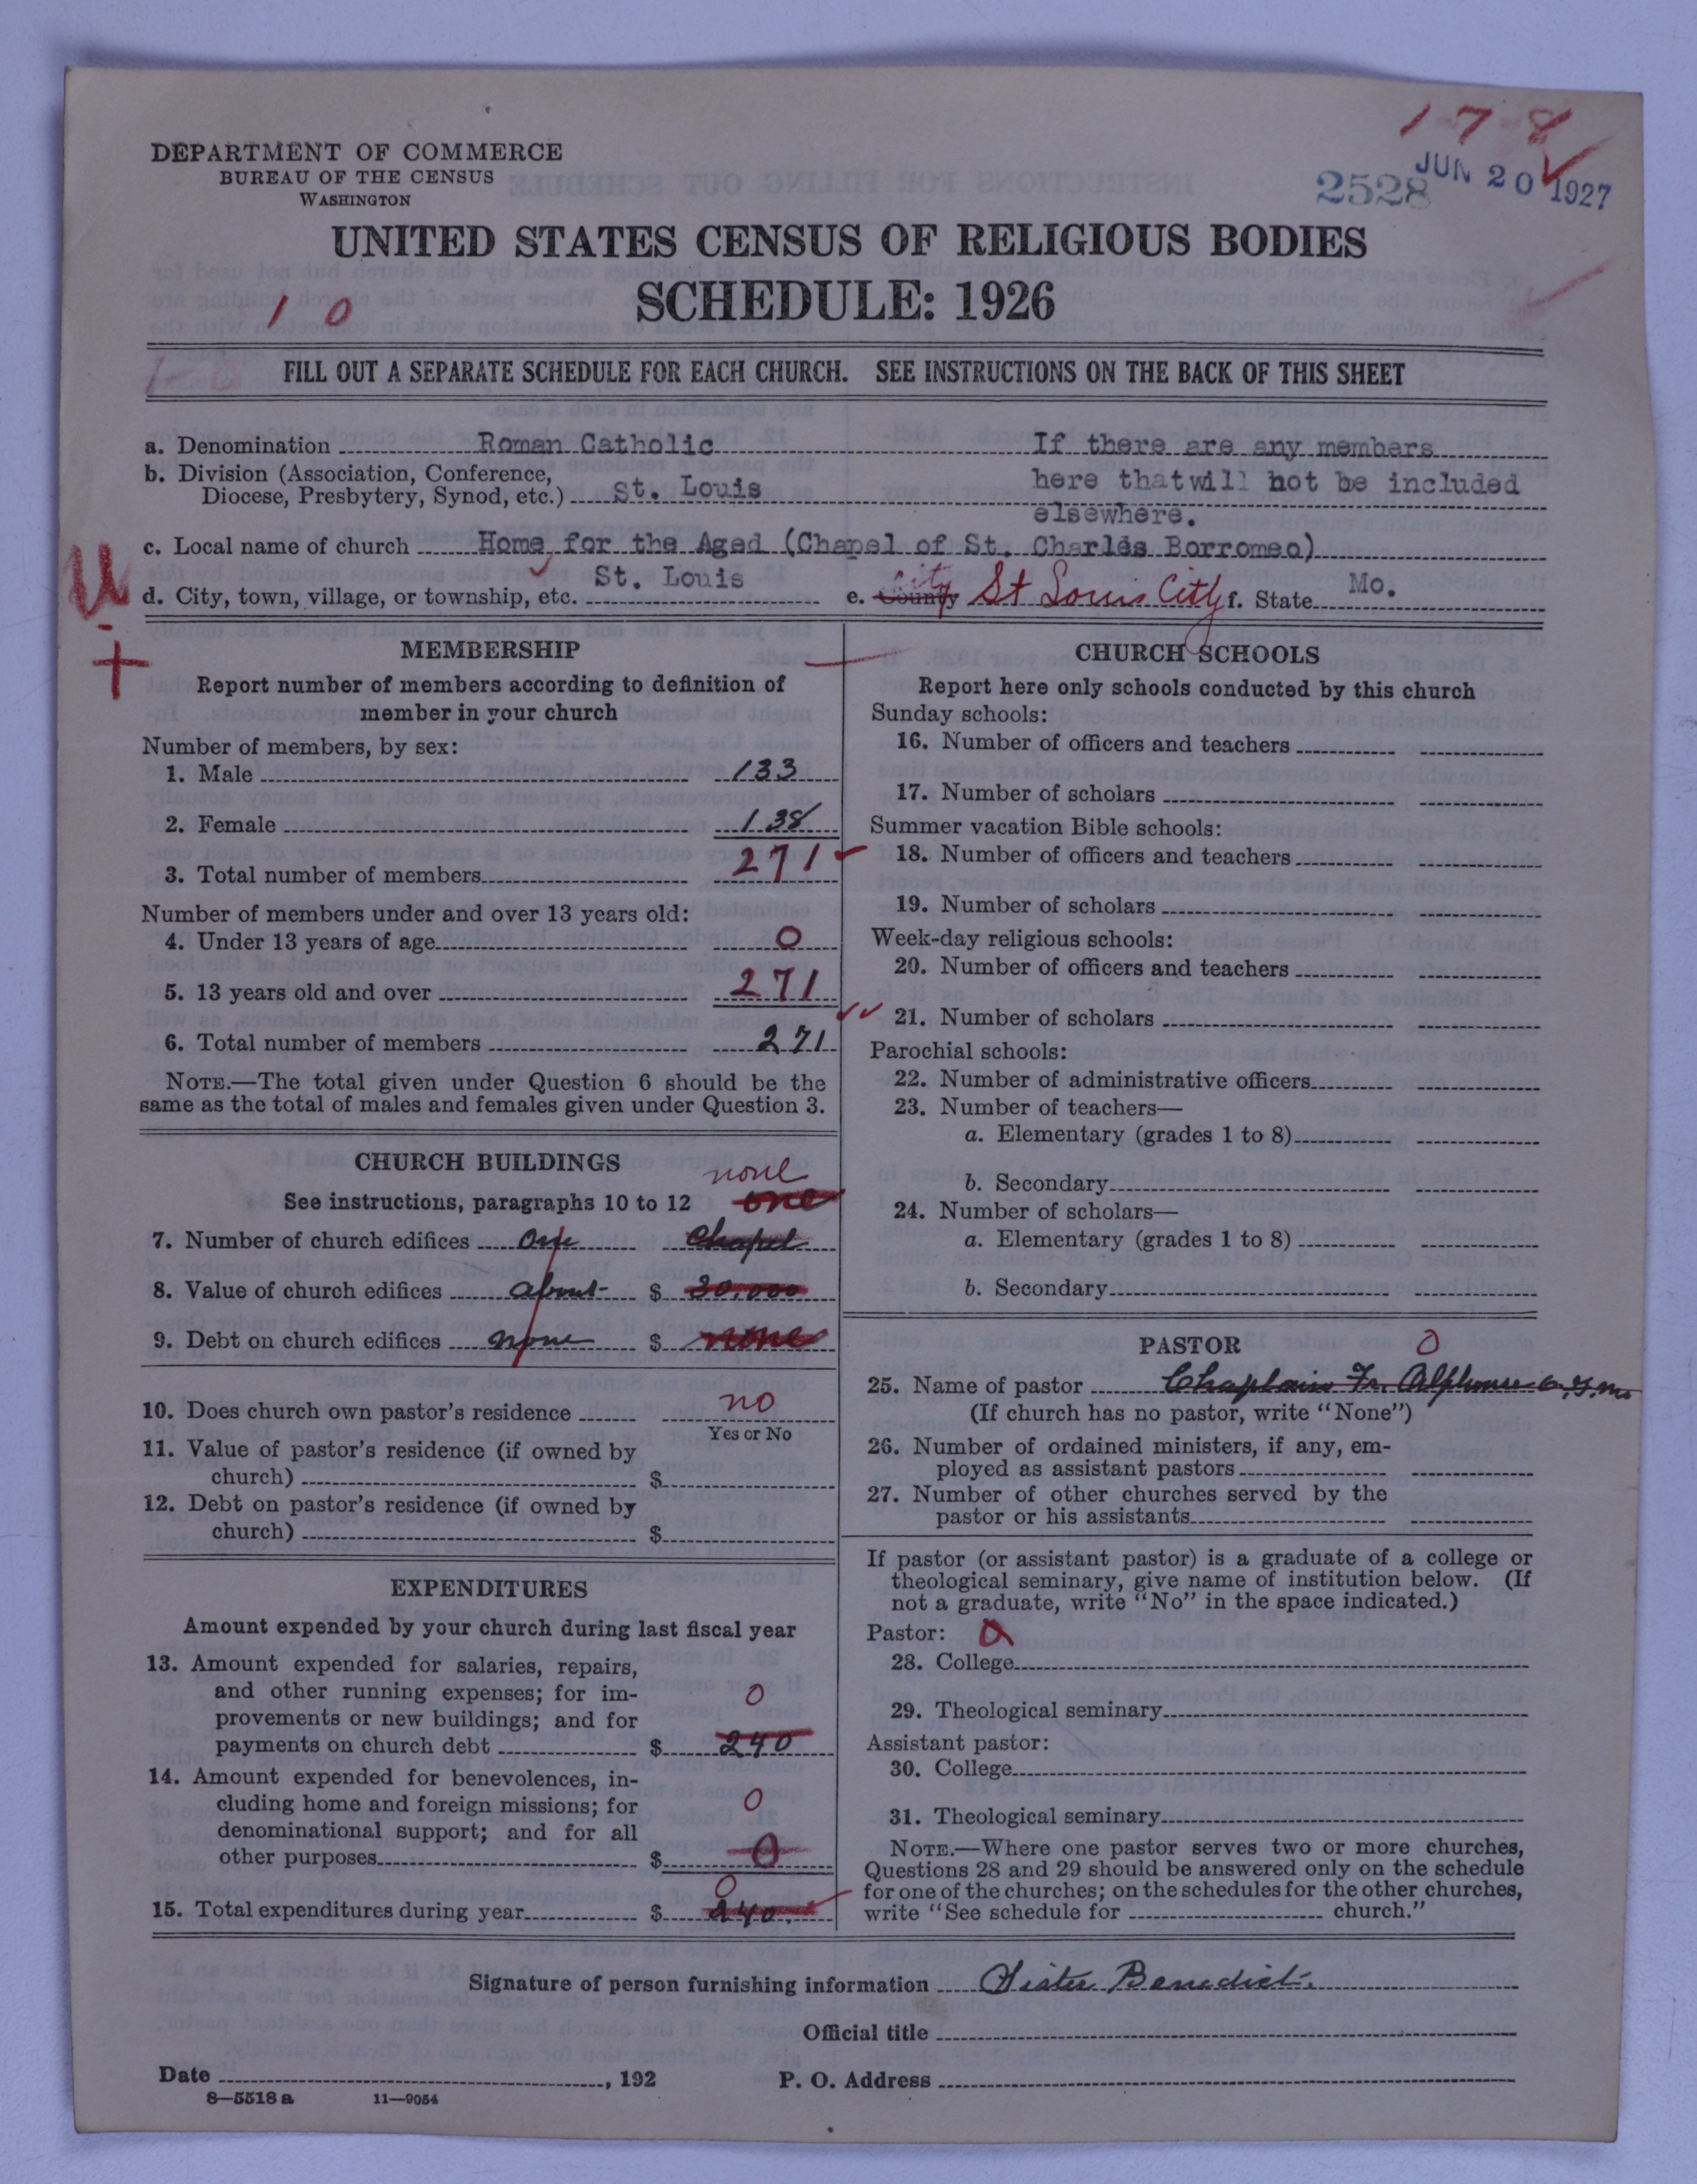 1 7 8
DEPARTMENT OF COMMERCE
BUREAU OF THE CENSUS
WASHINGTON
2528 JUN 20 1927
UNITED STATES CENSUS OF RELIGIOUS BODIES
SCHEDULE: 1926
1 0
FILL OUT A SEPARATE SCHEDULE FOR EACH CHURCH. SEE INSTRUCTIONS ON THE BACK OF THIS SHEET
a. Denomination Roman Catholic If there are any members
b. Division (Association, Conference, here thatwill not be included
Diocese, Presbytery, Synod, etc.) St. Louis elsewhere.
c. Local name of church Home for the Aged (Chapel of St. Charles Borromeo)
d. City, town, village, or township, etc. St. Louis e. County City St Louis City f. State Mo.
U
MEMBERSHIP
Report number of members according to definition of
member in your church
Number of members, by sex:
1. Male 133
2. Female 138
3. Total number of members 271
Number of members under and over 13 years old:
4. Under 13 years of age 0
5. 13 years old and over 271
6. Total number of members 271
NOTE.—The total given under Question 6 should be the
same as the total of males and females given under Question 3.
CHURCH BUILDINGS
none
See instructions, paragraphs 10 to 12 one
7. Number of church edifices One Chapel
8. Value of church edifices about $ 30,000
9. Debt on church edifices none $ none
10. Does church own pastor's residence no
Yes or No
11. Value of pastor's residence (if owned by
church) $
12. Debt on pastor's residence (if owned by
church) $
EXPENDITURES
Amount expended by your church during last fiscal year
13. Amount expended for salaries, repairs,
and other running expenses; for im-
provements or new buildings; and for 0
payments on church debt $ 240
14. Amount expended for benevolences, in-
cluding home and foreign missions; for 0
denominational support; and for all
other purposes $ 0
0
15. Total expenditures during year $ 240.
CHURCH SCHOOLS
Report here only schools conducted by this church
Sunday schools:
16. Number of officers and teachers
17. Number of scholars
Summer vacation Bible schools:
18. Number of officers and teachers
19. Number of scholars
Week-day religious schools:
20. Number of officers and teachers
21. Number of scholars
Parochial schools:
22. Number of administrative officers
23. Number of teachers—
a. Elementary (grades 1 to 8)
b. Secondary
24. Number of scholars—
a. Elementary (grades 1 to 8)
b. Secondary
PASTOR 0
25. Name of pastor Chaplain Fr. Alphonse O.F.M.
(If church has no pastor, write "None")
26. Number of ordained ministers, if any, em-
ployed as assistant pastors
27. Number of other churches served by the
pastor or his assistants
If pastor (or assistant pastor) is a graduate of a college or
theological seminary, give name of institution below. (If
not a graduate, write "No" in the space indicated.)
Pastor: 0
28. College
29. Theological seminary
Assistant pastor:
30. College
31. Theological seminary
NOTE.—Where one pastor serves two or more churches,
Questions 28 and 29 should be answered only on the schedule
for one of the churches; on the schedules for the other churches,
write "See schedule for church."
Signature of person furnishing information Sister Benedict.
Official title
Date , 192 P. O. Address
8—5518 a 11—9054